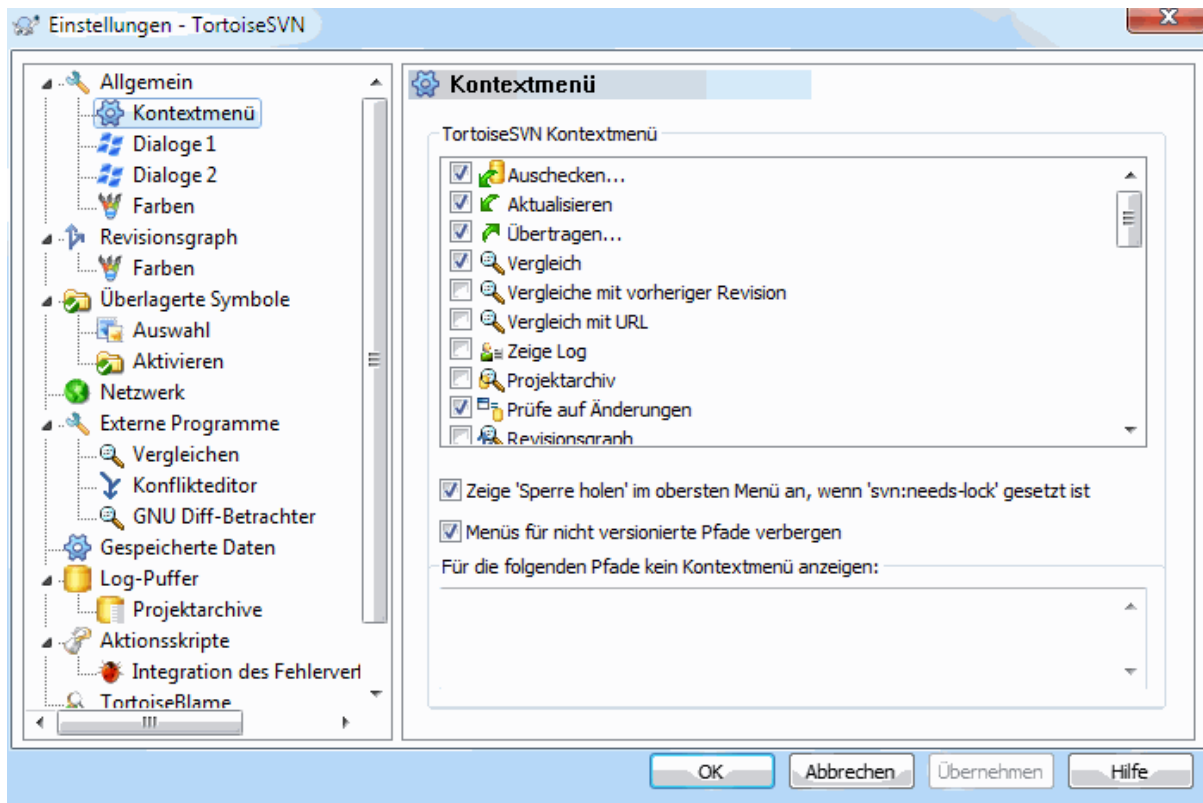 Einstellungen - TortoiseSVN
Allgemein
Kontextmenü
Dialoge 1
Dialoge 2
Farben
Revisionsgraph
Farben
Überlagerte Symbole
Auswahl
Aktivieren
Netzwerk
Externe Programme
Vergleichen
Konflikteditor
GNU Diff-Betrachter
Gespeicherte Daten
Log-Puffer
Projektarchive
Aktionsskripte
Integration des Fehlerverf
TortoiseBlame
Kontextmenü
TortoiseSVN Kontextmenü
Auschecken...
Aktualisieren
Übertragen...
Vergleich
Vergleiche mit vorheriger Revision
Vergleich mit URL
Zeige Log
Projektarchiv
Prüfe auf Änderungen
Revisionsgraph
Zeige 'Sperre holen' im obersten Menü an, wenn 'svn:needs-lock' gesetzt ist
Menüs für nicht versionierte Pfade verbergen
Für die folgenden Pfade kein Kontextmenü anzeigen:
OK Abbrechen Übernehmen Hilfe